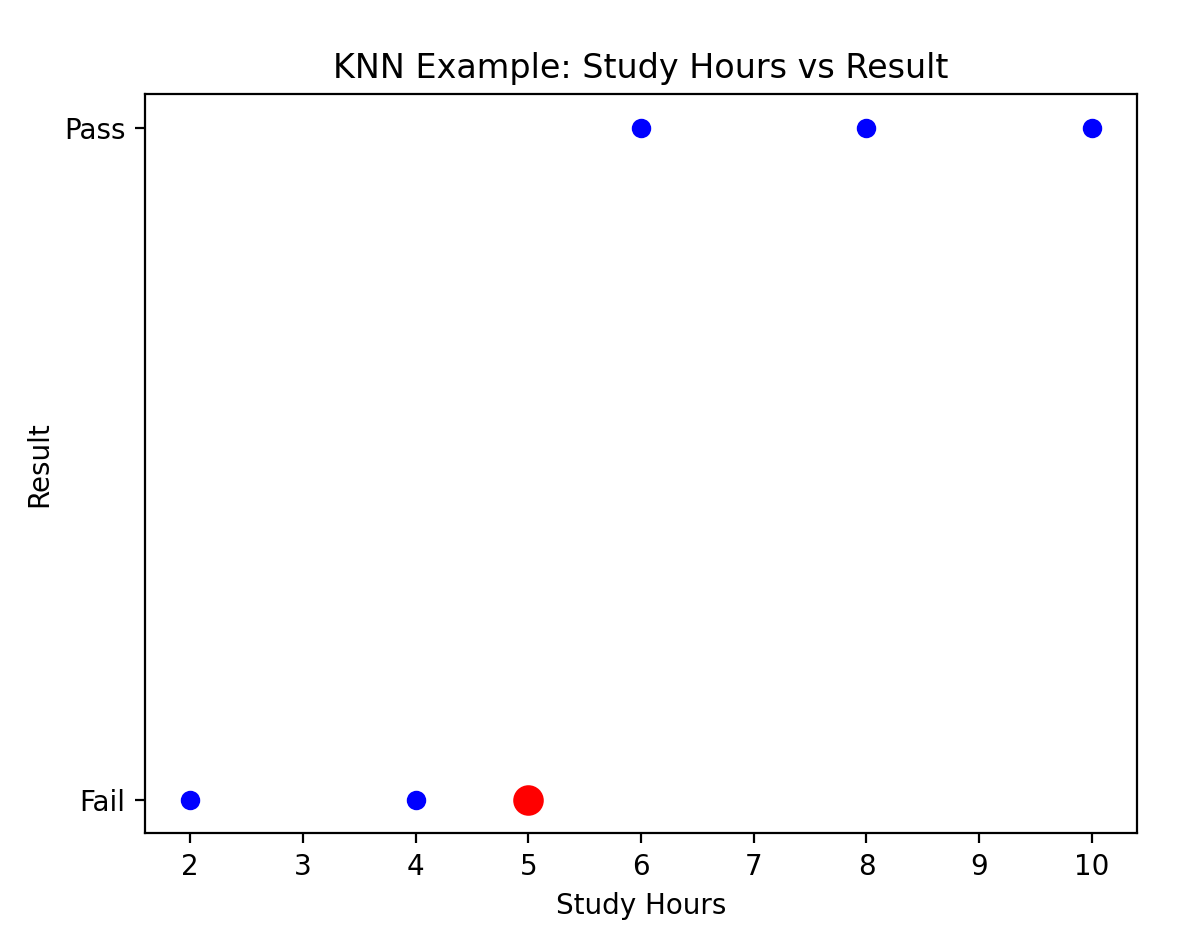 KNN Example: Study Hours vs Result
Pass
Result
Fail
2 3 4 5 6 7 8 9 10
Study Hours